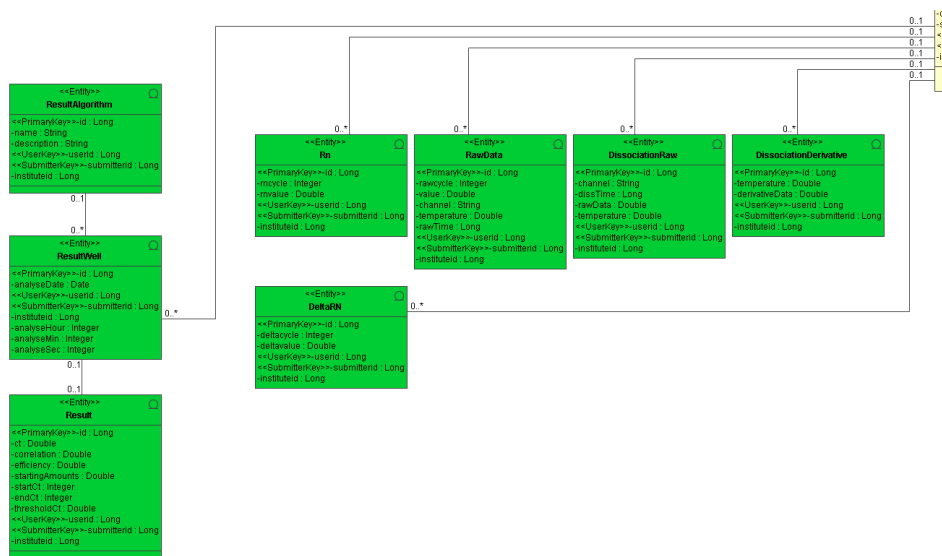 0..1
-s
0..1
0..1
0..1
-i
0..1
0..1
<<Entity>>
ResultAlgorithm
<<PrimaryKey>>-id : Long
-name : String
-description : String
<<UserKey>>-userid : Long
<<SubmitterKey>>-submitterid : Long
-instituteid : Long
0..1
0..*
<<Entity>>
ResultWell
<<PrimaryKey>>-id : Long
-analyseDate : Date
<<UserKey>>-userid : Long
<<SubmitterKey>>-submitterid : Long
-instituteid : Long
-analyseHour : Integer
-analyseMin : Integer
-analyseSec : Integer
0..*
0..1
0..1
<<Entity>>
Result
<<PrimaryKey>>-id : Long
-ct : Double
-correlation : Double
-efficiency : Double
-startingAmounts : Double
-startCt : Integer
-endCt : Integer
-thresholdCt : Double
<<UserKey>>-userid : Long
<<SubmitterKey>>-submitterid : Long
-instituteid : Long
0..*
<<Entity>>
Rn
<<PrimaryKey>>-id : Long
-rncycle : Integer
-rnvalue : Double
<<UserKey>>-userid : Long
<<SubmitterKey>>-submitterid : Long
-instituteid : Long
0..*
<<Entity>>
RawData
<<PrimaryKey>>-id : Long
-rawcycle : Integer
-value : Double
-channel : String
-temperature : Double
-rawTime : Long
<<UserKey>>-userid : Long
<<SubmitterKey>>-submitterid : Long
-instituteid : Long
0..*
<<Entity>>
DissociationRaw
<<PrimaryKey>>-id : Long
-channel : String
-dissTime : Long
-rawData : Double
-temperature : Double
<<UserKey>>-userid : Long
<<SubmitterKey>>-submitterid : Long
-instituteid : Long
0..*
<<Entity>>
DissociationDerivative
<<PrimaryKey>>-id : Long
-temperature : Double
-derivativeData : Double
<<UserKey>>-userid : Long
<<SubmitterKey>>-submitterid : Long
-instituteid : Long
<<Entity>>
DeltaRN
<<PrimaryKey>>-id : Long
-deltacycle : Integer
-deltavalue : Double
<<UserKey>>-userid : Long
<<SubmitterKey>>-submitterid : Long
-instituteid : Long
0..*